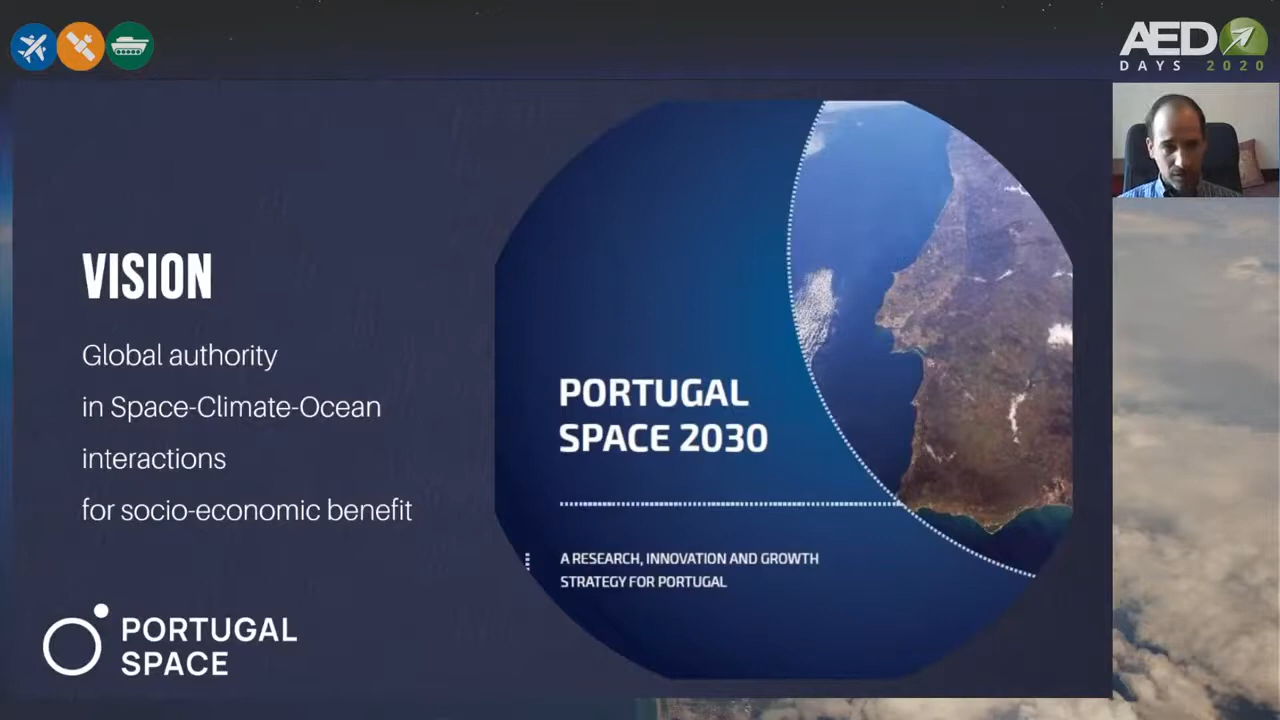 AED
DAYS 2020
VISION
Global authority
in Space-Climate-Ocean
interactions
for socio-economic benefit
PORTUGAL
SPACE 2030
A RESEARCH, INNOVATION AND GROWTH
STRATEGY FOR PORTUGAL
PORTUGAL
SPACE